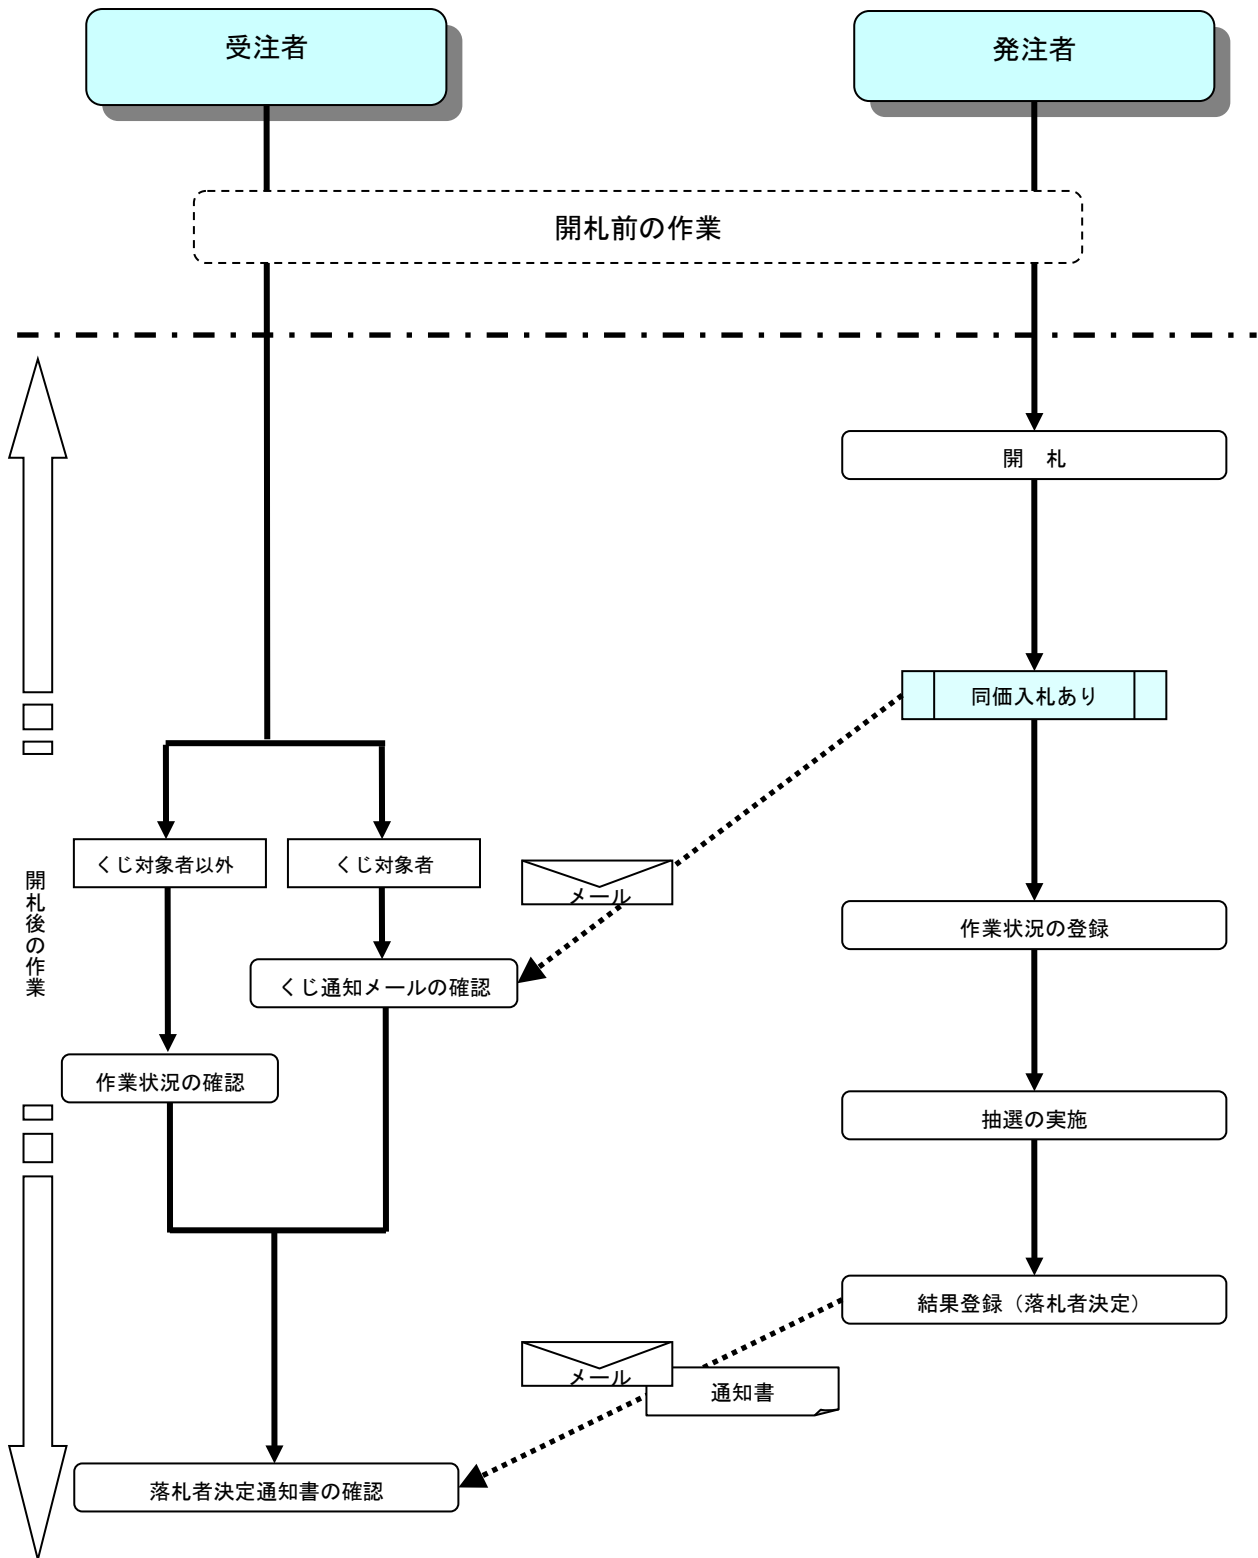 受注者
発注者
開札前の作業
開　札
同価入札あり
くじ対象者以外
くじ対象者
メール
開札後の作業
作業状況の登録
くじ通知メールの確認
作業状況の確認
抽選の実施
結果登録（落札者決定）
メール
通知書
落札者決定通知書の確認